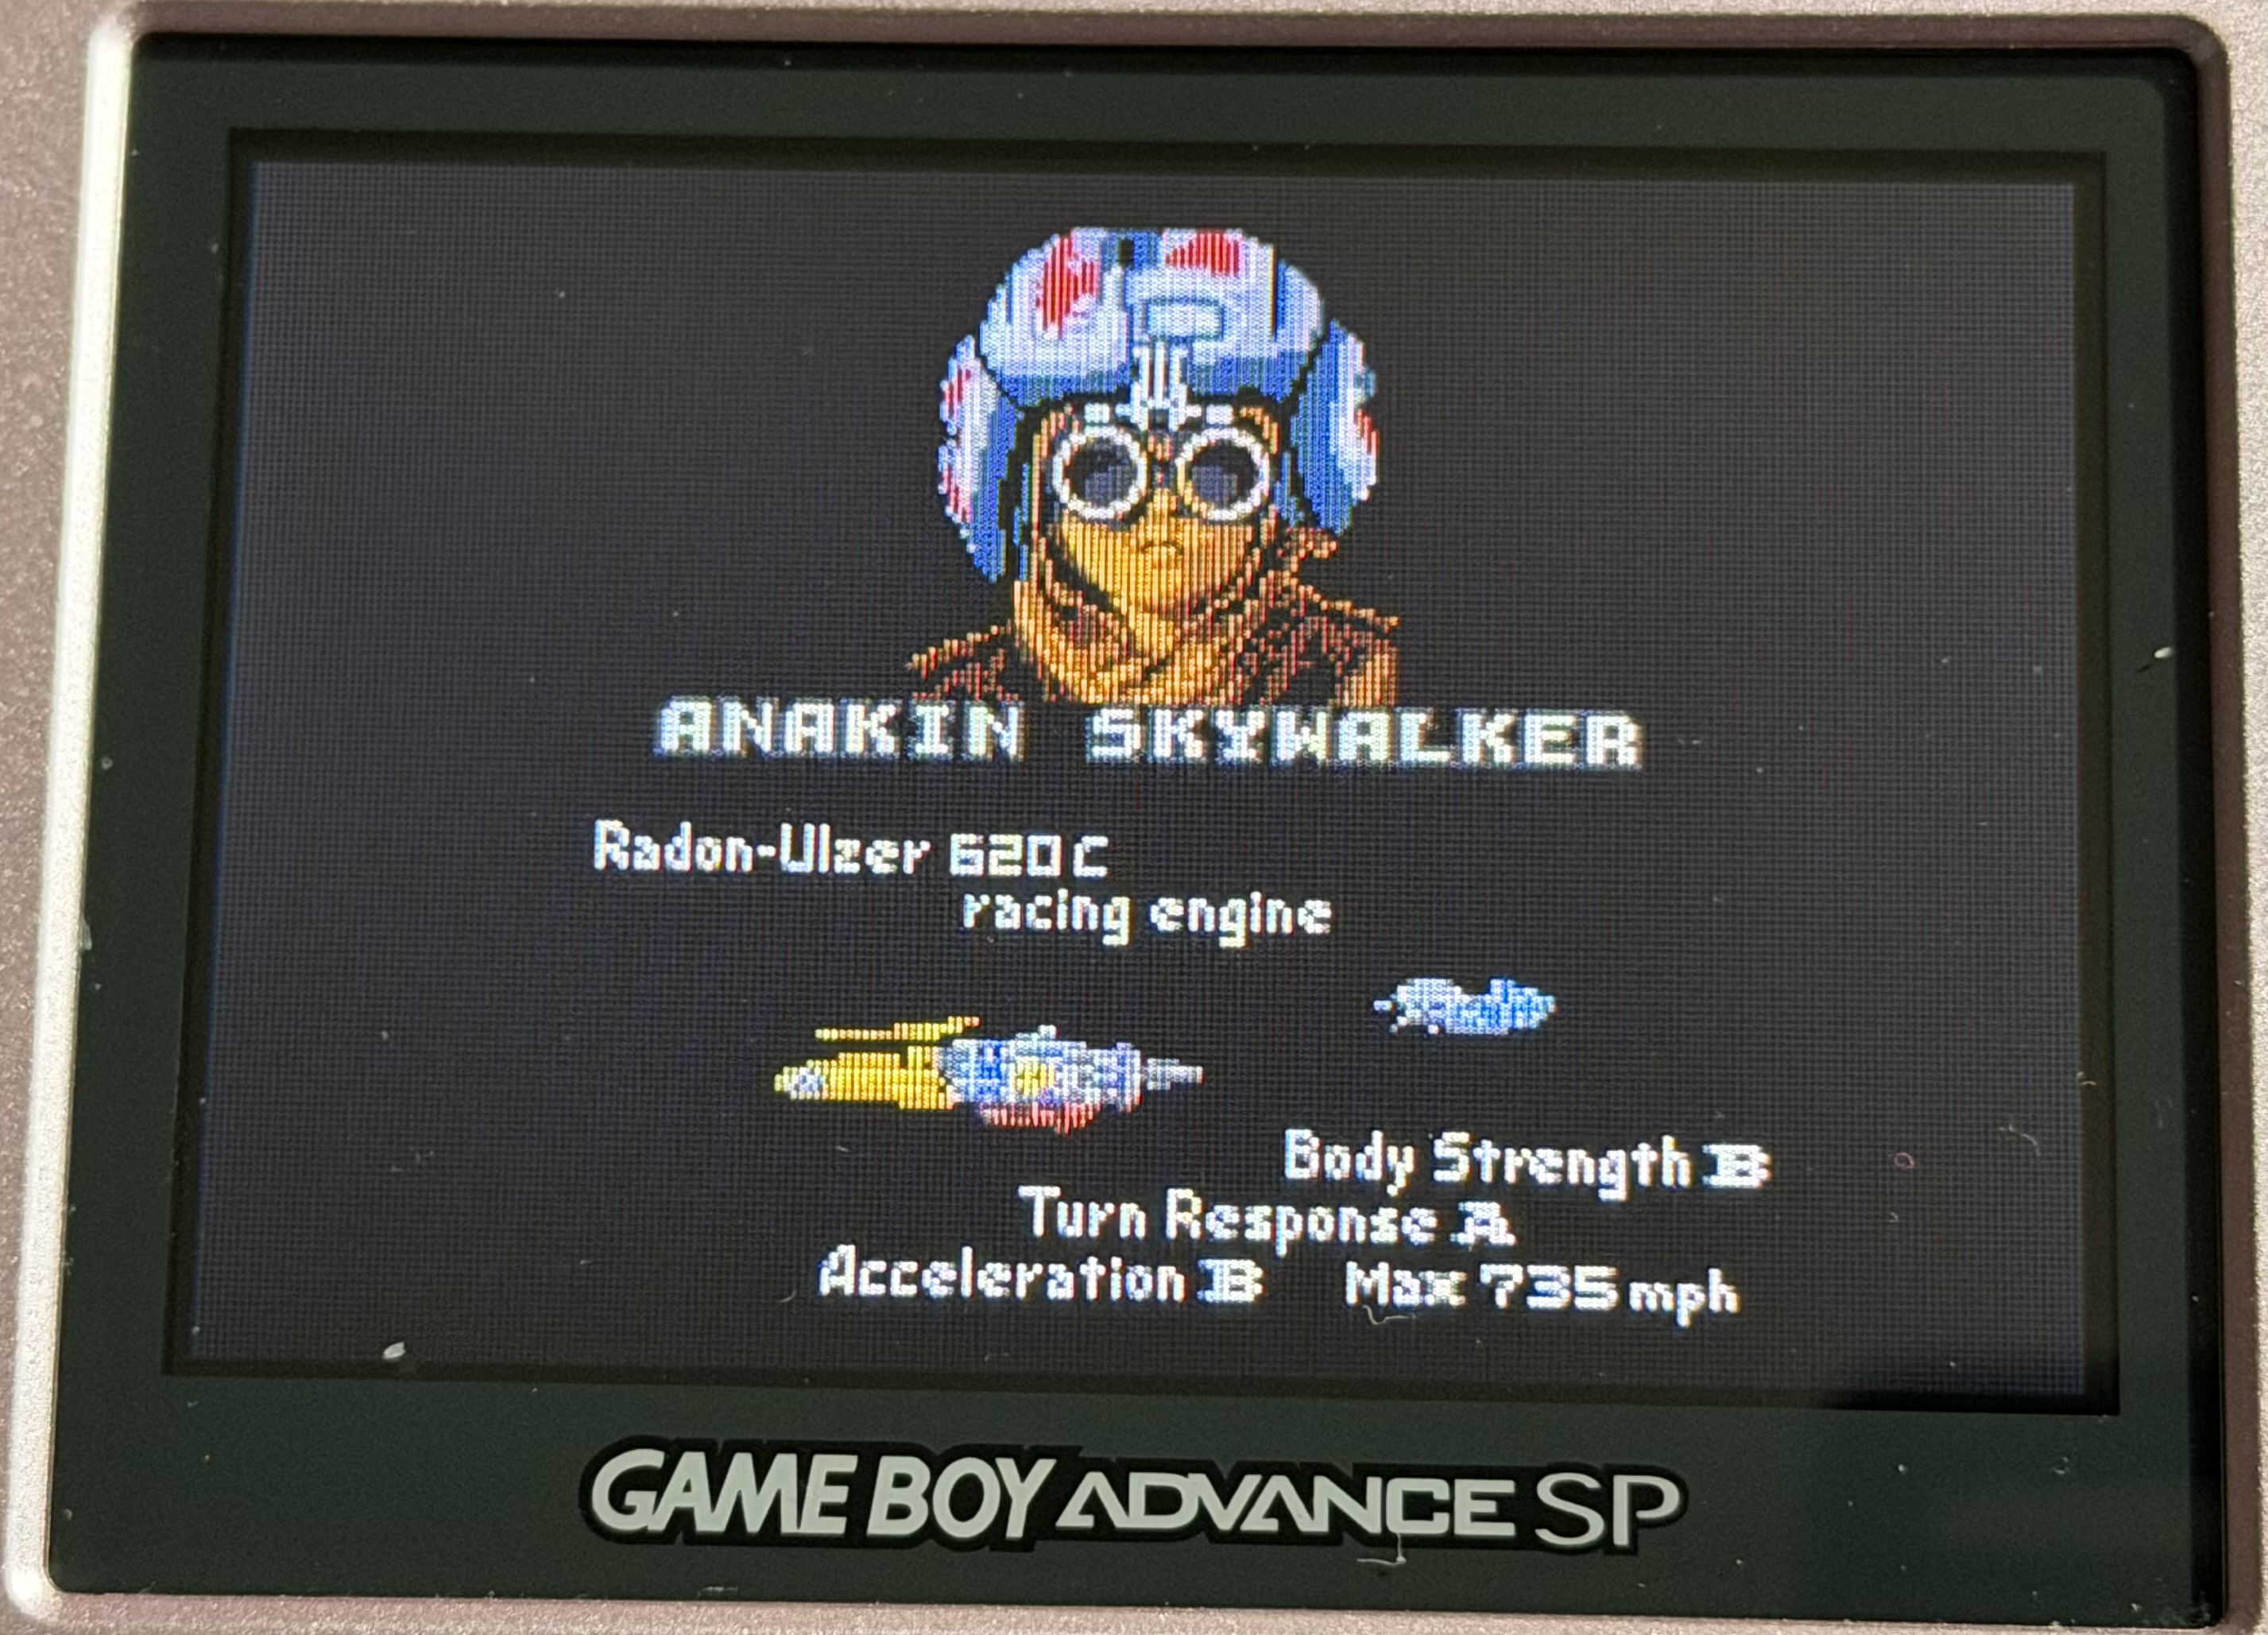 ANAKIN SKYWALKER
Radon-Ulzer 620C
racing engine
Body Strength B
Turn Response A
Acceleration B Max 735 mph
GAME BOY ADVANCE SP